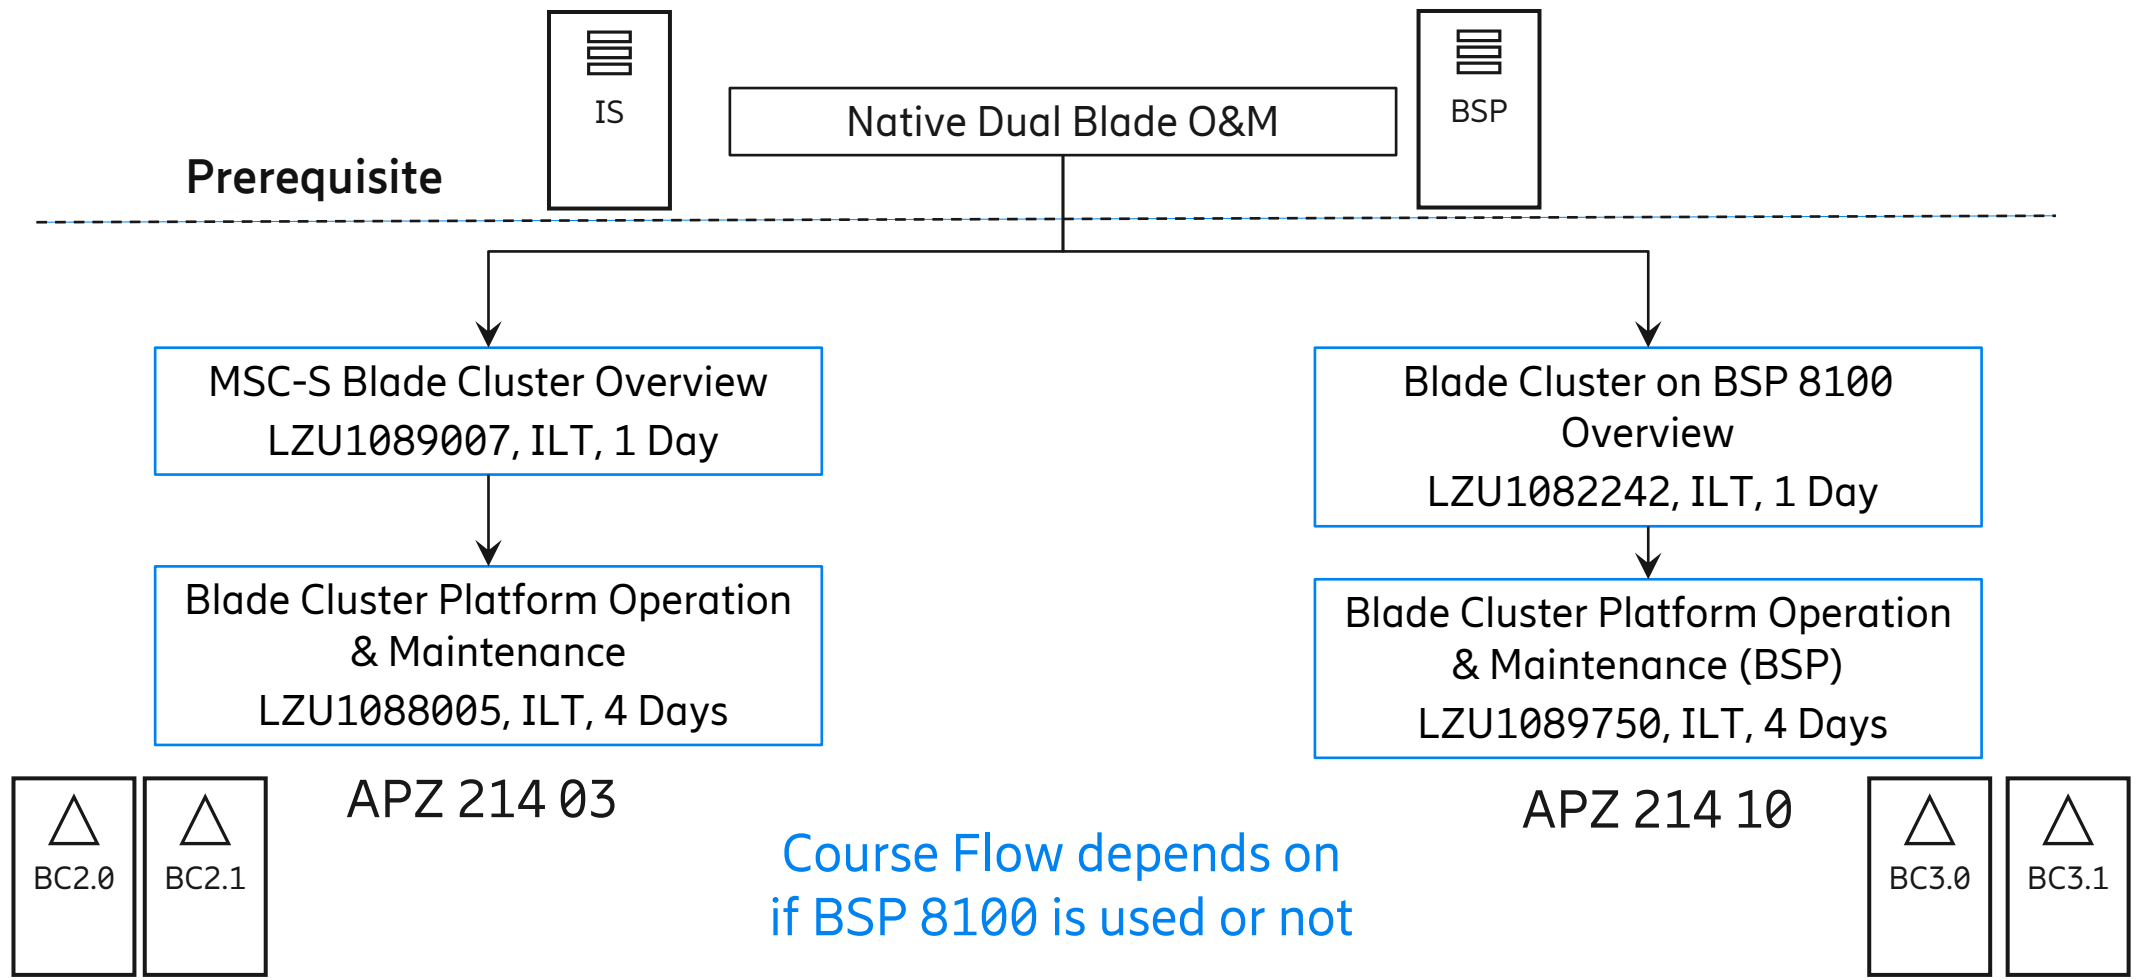 IS
Native Dual Blade O&M
BSP
Prerequisite
MSC-S Blade Cluster Overview
LZU1089007, ILT, 1 Day
Blade Cluster Platform Operation
& Maintenance
LZU1088005, ILT, 4 Days
APZ 214 03
BC2.0
BC2.1
Blade Cluster on BSP 8100
Overview
LZU1082242, ILT, 1 Day
Blade Cluster Platform Operation
& Maintenance (BSP)
LZU1089750, ILT, 4 Days
APZ 214 10
BC3.0
BC3.1
Course Flow depends on
if BSP 8100 is used or not